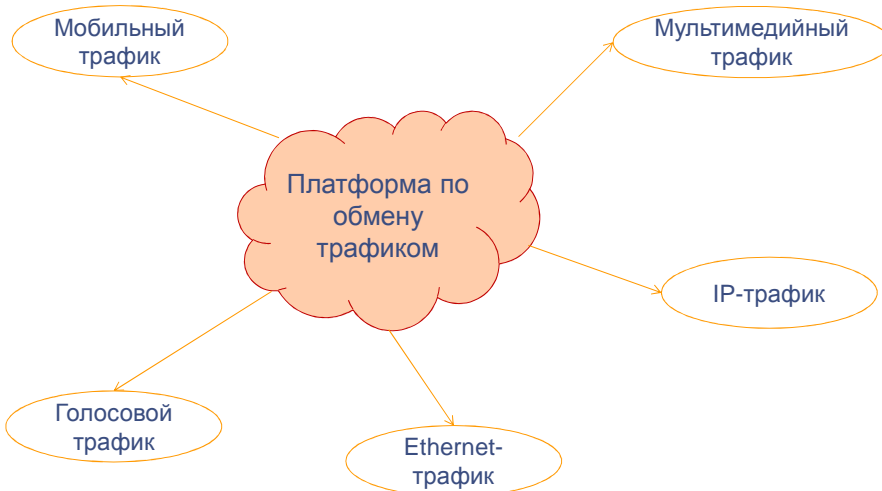 Мобильный
трафик
Мультимедийный
трафик
Платформа по
обмену
трафиком
IP-трафик
Голосовой
трафик
Ethernet-
трафик